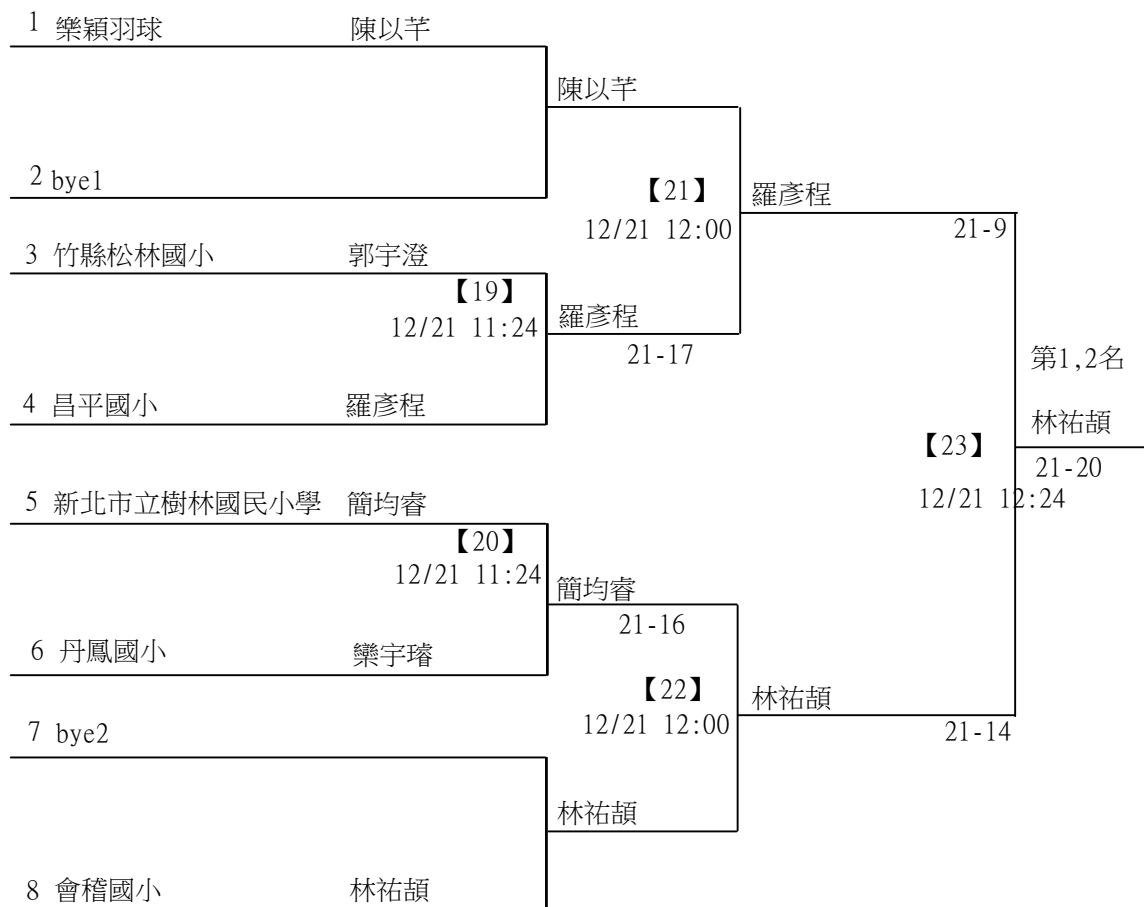 1 樂穎羽球 陳以芊
陳以芊
2 bye1
【21】 羅彥程
12/21 12:00 21-9
3 竹縣松林國小 郭宇澄
【19】
12/21 11:24 羅彥程
21-17
第1,2名
4 昌平國小 羅彥程
林祐頡
【23】
21-20
5 新北市立樹林國民小學 簡均睿
12/21 12:24
【20】
12/21 11:24
簡均睿
21-16
6 丹鳳國小 欒宇璿
【22】 林祐頡
12/21 12:00 21-14
7 bye2
林祐頡
8 會稽國小 林祐頡